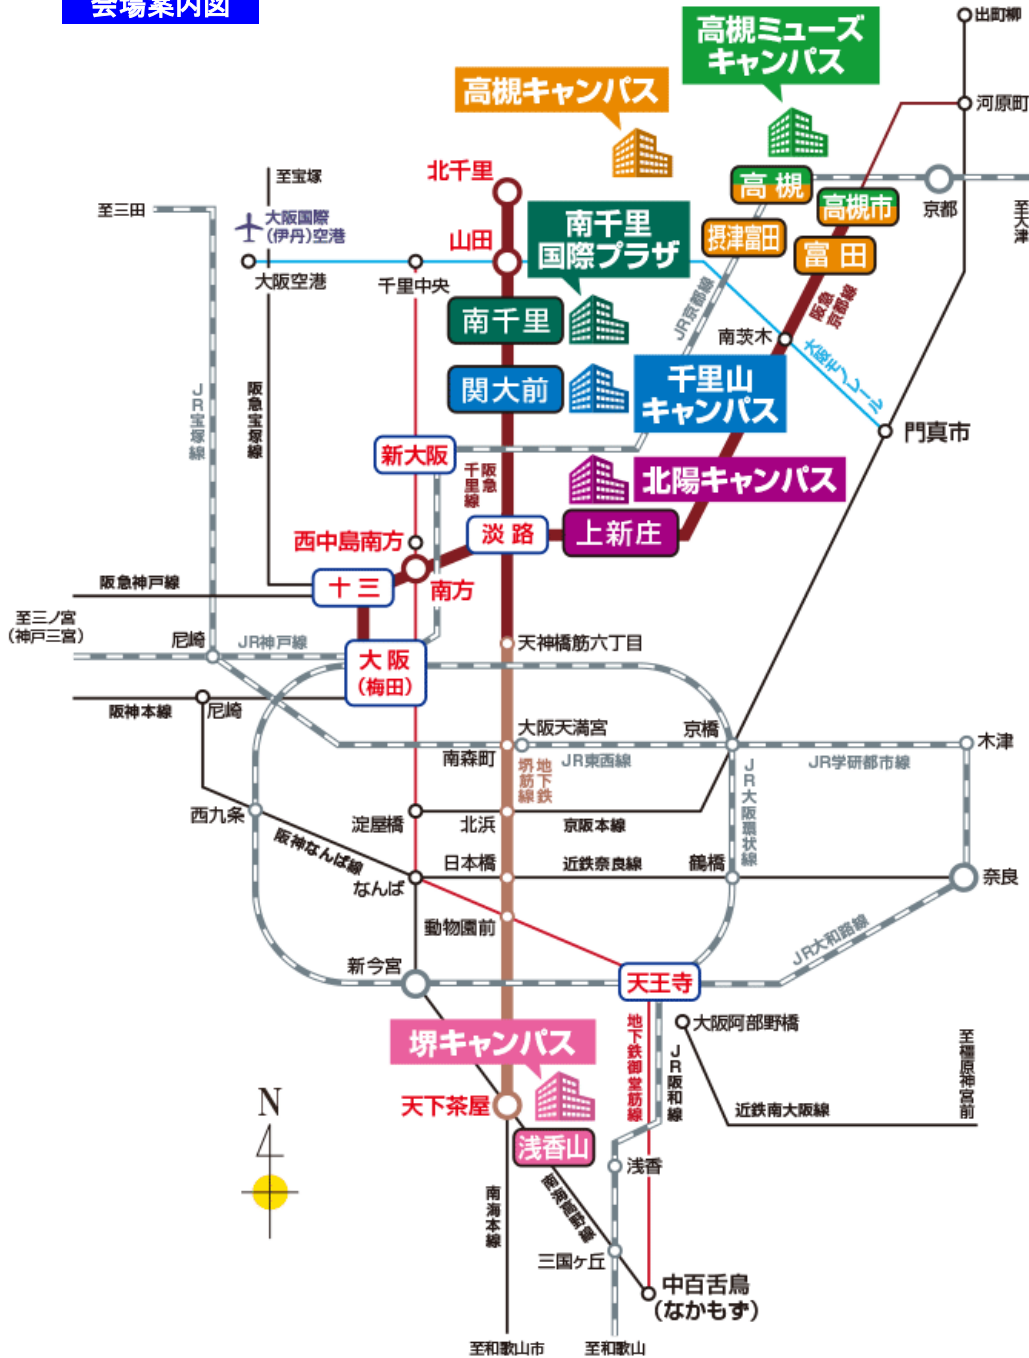 会場案内図
出町柳
高槻ミューズ
キャンパス
高槻キャンパス
河原町
北千里
至宝塚
高槻
至三田
大阪国際
(伊丹)空港
南千里
国際プラザ
高槻市
京都
至大津
山田
摂津富田
富田
大阪空港
千里中央
JR京都線
阪急
京都線
南千里
南茨木
大阪モノレール
関大前
千里山
キャンパス
JR宝塚線
阪急宝塚線
門真市
新大阪
阪急
千里線
北陽キャンパス
西中島南方
淡路
上新庄
阪急神戸線
十三
南方
至三ノ宮
(神戸三宮)
尼崎
JR神戸線
天神橋筋六丁目
大阪
(梅田)
阪神本線
尼崎
大阪天満宮
京橋
木津
南森町
地下鉄
堺筋線
JR東西線
JR大阪環状線
JR学研都市線
西九条
淀屋橋
北浜
京阪本線
阪神なんば線
日本橋
近鉄奈良線
鶴橋
なんば
奈良
動物園前
JR大和路線
新今宮
天王寺
堺キャンパス
地下鉄御堂筋線
JR阪和線
大阪阿部野橋
至橿原神宮前
N
天下茶屋
近鉄南大阪線
浅香山
浅香
南海本線
南海高野線
三国ヶ丘
中百舌鳥
(なかもず)
至和歌山市
至和歌山